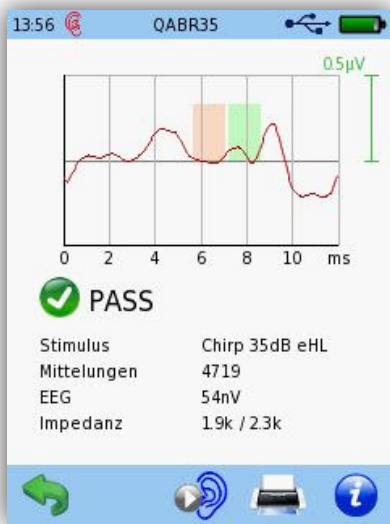 13:56 QABR35
0.5µV
0 2 4 6 8 10 ms
PASS
Stimulus Chirp 35dB eHL
Mittelungen 4719
EEG 54nV
Impedanz 1.9k / 2.3k
i